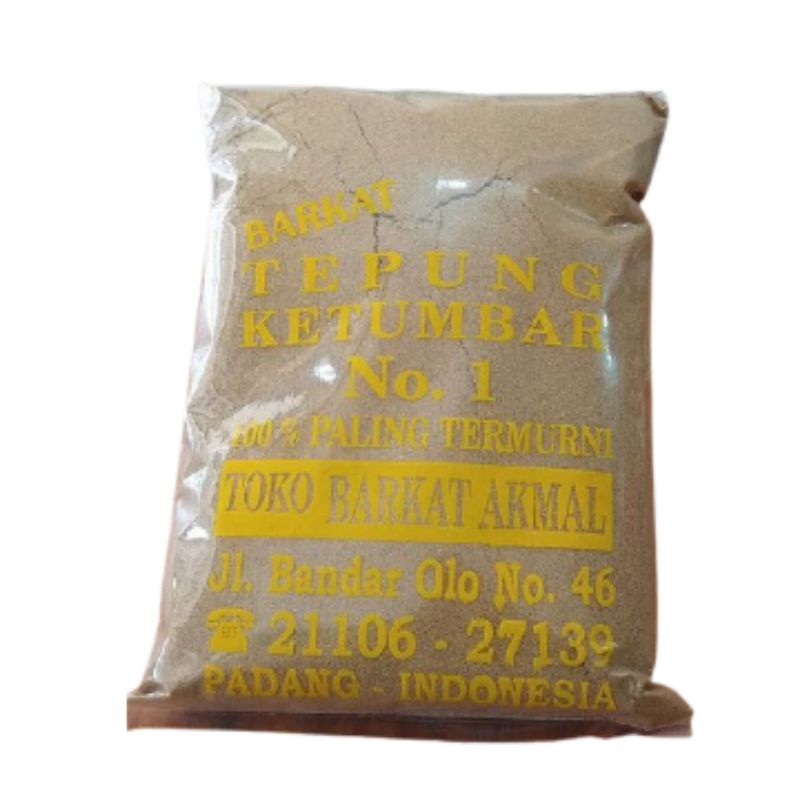 BARKAT
TEPUNG
KETUMBAR
No. 1
100 % PALING TERMURNI
TOKO BARKAT AKMAL
Jl. Bandar Olo No. 46
☎ 21106 - 27139
PADANG - INDONESIA